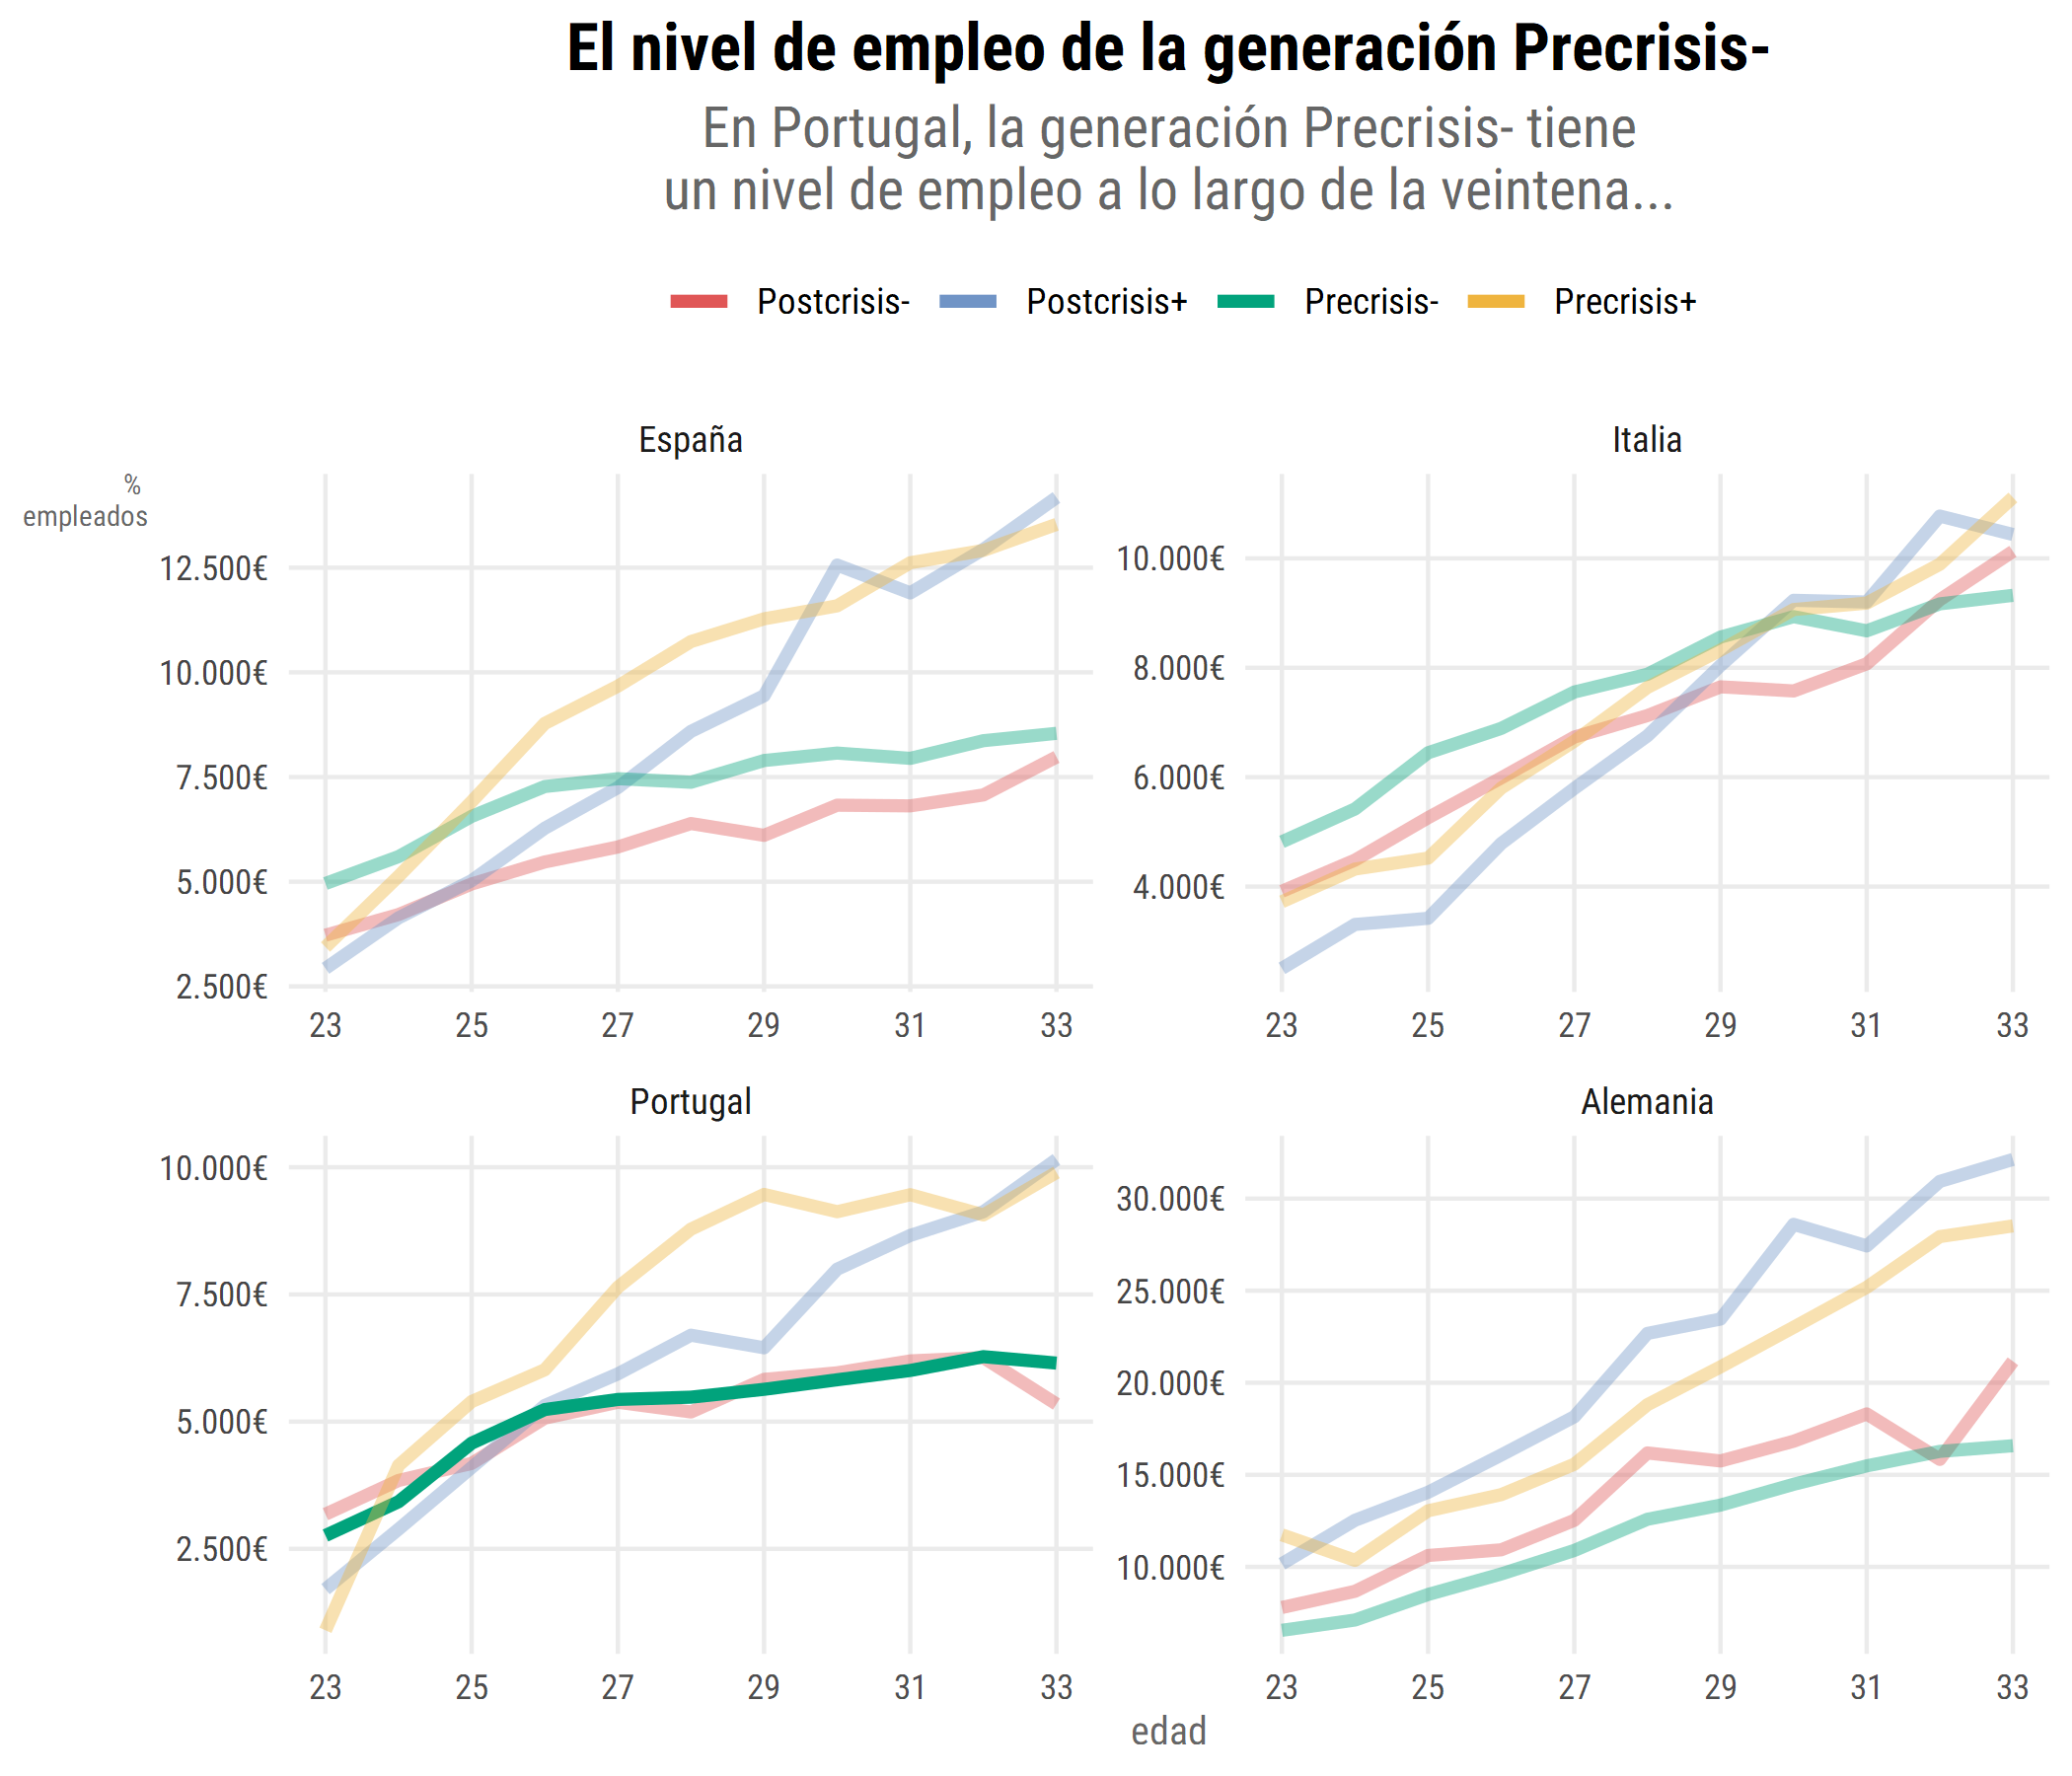 El nivel de empleo de la generación Precrisis-
En Portugal, la generación Precrisis- tiene
un nivel de empleo a lo largo de la veintena...
Postcrisis- Postcrisis+ Precrisis- Precrisis+
España
%
empleados
12.500€
10.000€
7.500€
5.000€
2.500€
23 25 27 29 31 33
Italia
10.000€
8.000€
6.000€
4.000€
23 25 27 29 31 33
Portugal
10.000€
7.500€
5.000€
2.500€
23 25 27 29 31 33
Alemania
30.000€
25.000€
20.000€
15.000€
10.000€
23 25 27 29 31 33
edad